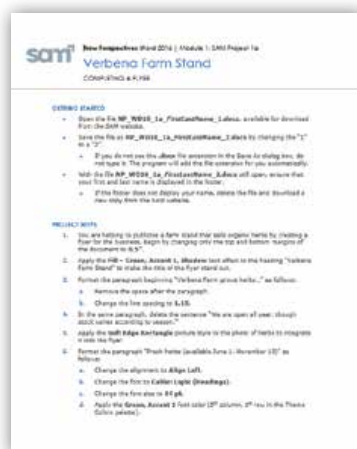 sam
New Perspectives Word 2016 | Module 1: SAM Project 1a
Verbena Farm Stand
COMPLETING A FLYER
GETTING STARTED
• Open the file NP_WD16_1a_FirstLastName_1.docx, available for download
from the SAM website.
• Save the file as NP_WD16_1a_FirstLastName_2.docx by changing the "1"
to a "2".
• If you do not see the .docx file extension in the Save As dialog box, do
not type it. The program will add the file extension for you automatically.
• With the file NP_WD16_1a_FirstLastName_2.docx still open, ensure that
your first and last name is displayed in the footer.
• If the footer does not display your name, delete the file and download a
new copy from the SAM website.
PROJECT STEPS
1. You are helping to publicize a farm stand that sells organic herbs by creating a
flyer for the business. Begin by changing only the top and bottom margins of
the document to 0.5".
2. Apply the Fill - Green, Accent 1, Shadow text effect to the heading "Verbena
Farm Stand" to make the title of the flyer stand out.
3. Format the paragraph beginning "Verbena Farm grows herbs…" as follows:
a. Remove the space after the paragraph.
b. Change the line spacing to 1.15.
4. In the same paragraph, delete the sentence "We are open all year, though
stock varies according to season."
5. Apply the Soft Edge Rectangle picture style to the photo of herbs to integrate
it into the flyer.
6. Format the paragraph "Fresh herbs (available June 1-November 15)" as
follows:
a. Change the alignment to Align Left.
b. Change the font to Calibri Light (Headings).
c. Change the font size to pt.
d. Apply the Green, Accent font color ( column, row in the Theme
Colors palette).